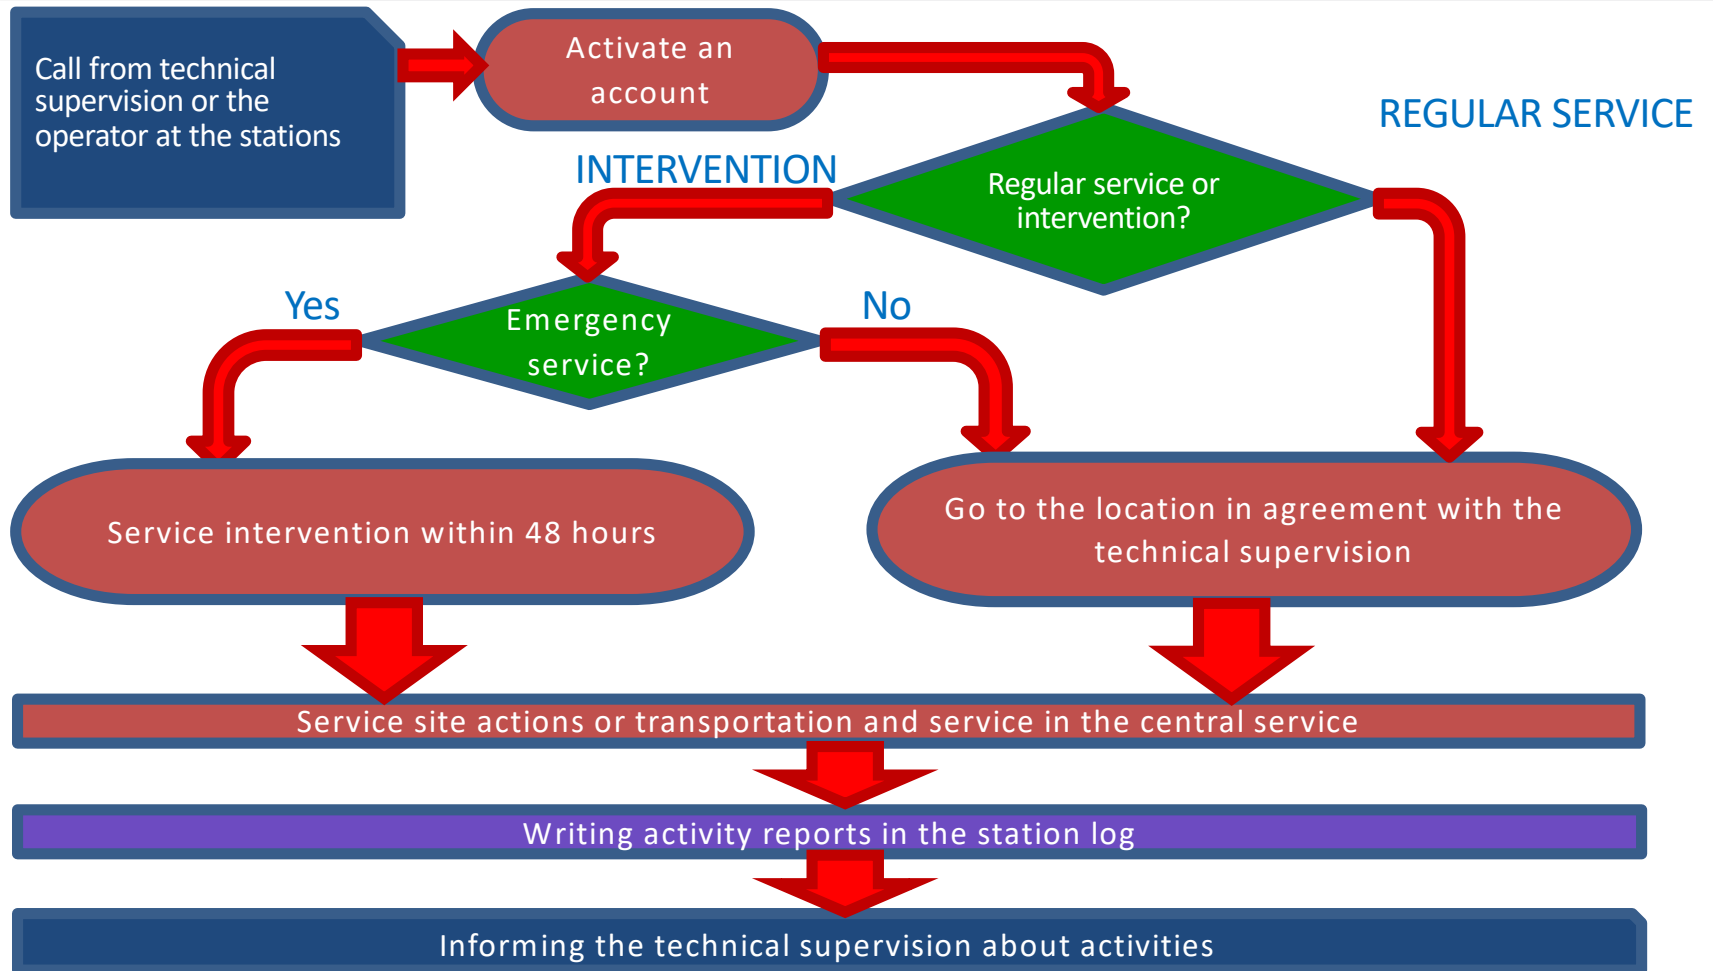 Call from technical
supervision or the
operator at the stations
Activate an
account
REGULAR SERVICE
INTERVENTION
Regular service or
intervention?
Yes
No
Emergency
service?
Service intervention within 48 hours
Go to the location in agreement with the
technical supervision
Service site actions or transportation and service in the central service
Writing activity reports in the station log
Informing the technical supervision about activities